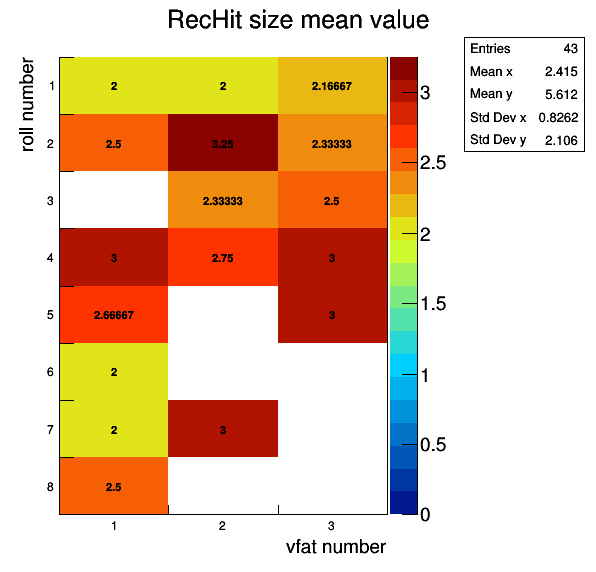 RecHit size mean value
Entries 43
Mean x 2.415
Mean y 5.612
Std Dev x 0.8262
Std Dev y 2.106
roll number
1 2 2 2.16667
2 2.5 3.25 2.33333
3 2.33333 2.5
4 3 2.75 3
5 2.66667 3
6 2
7 2 3
8 2.5
1 2 3
vfat number
3
2.5
2
1.5
1
0.5
0